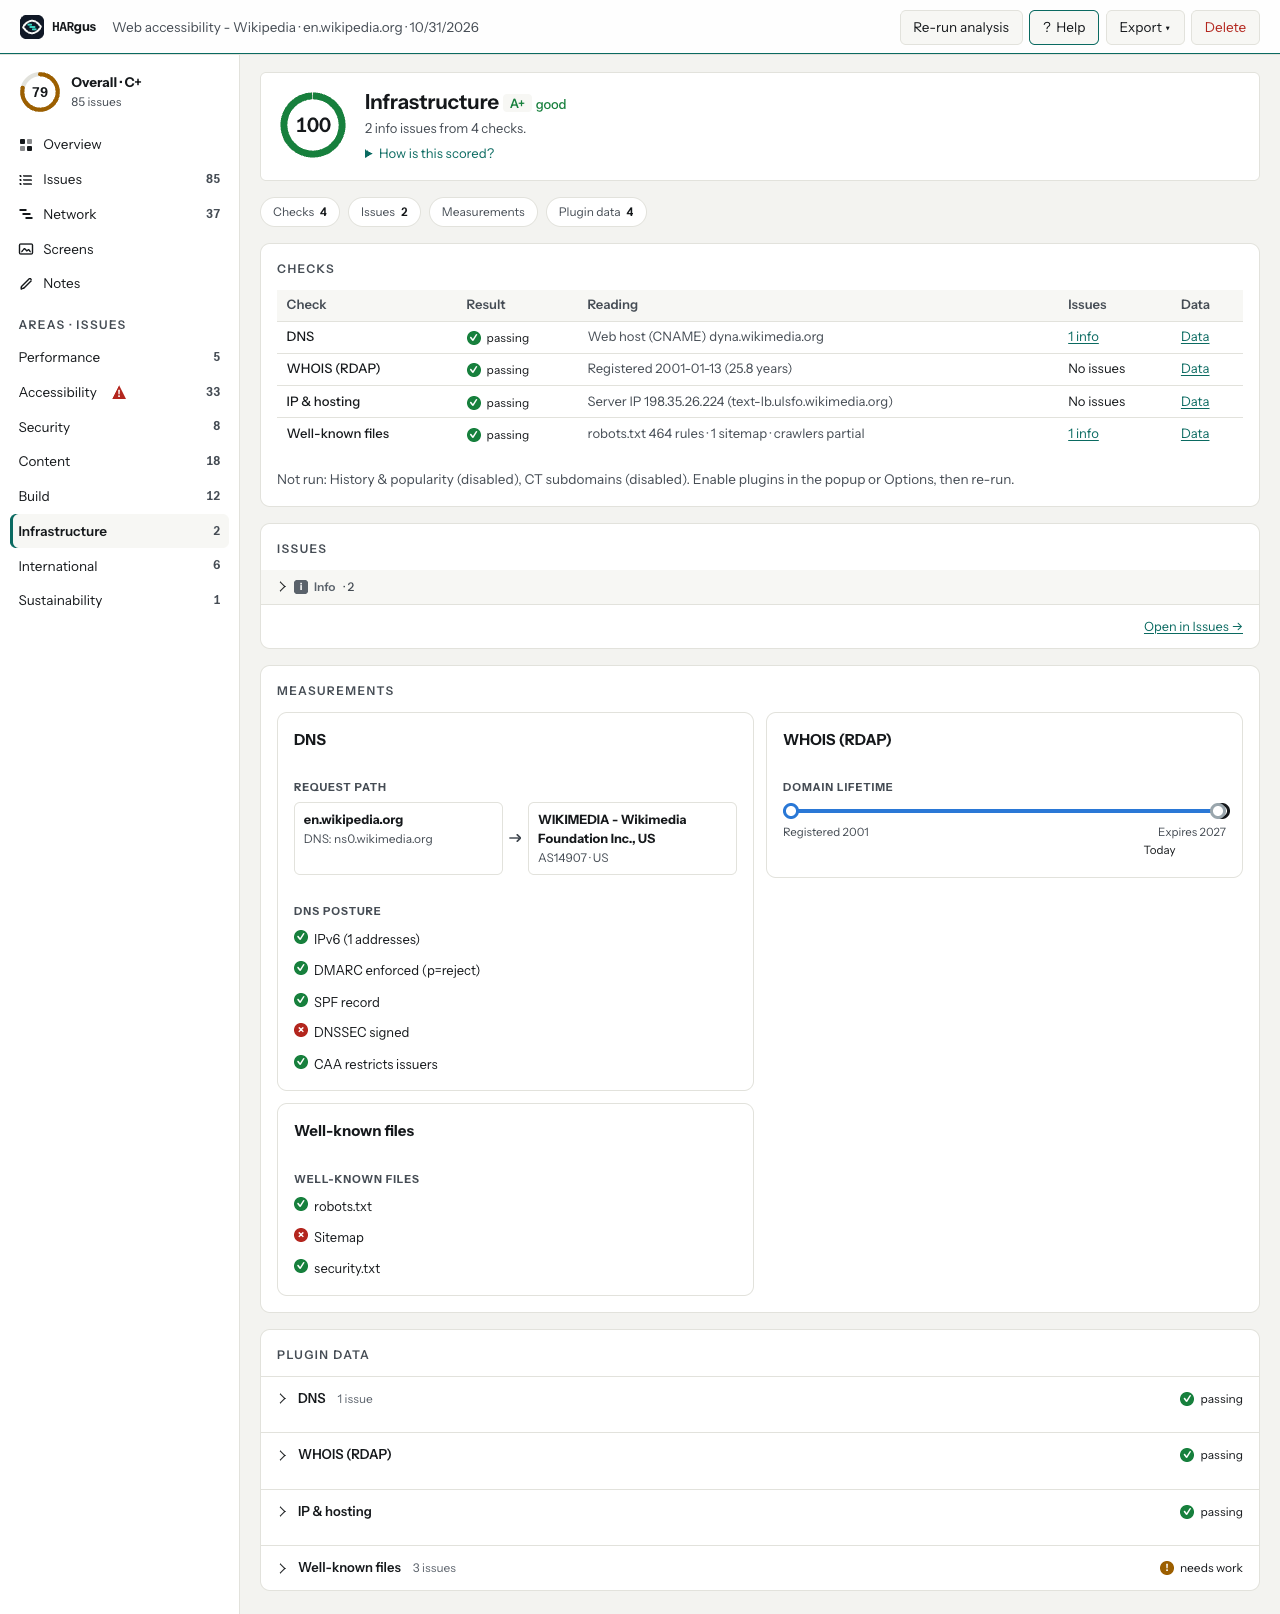 HARgus
Web accessibility - Wikipedia · en.wikipedia.org · 10/31/2026
Re-run analysis
? Help
Export ▾
Delete
79
Overall · C+
85 issues
Overview
Issues 85
Network 37
Screens
Notes
AREAS · ISSUES
Performance 5
Accessibility 33
Security 8
Content 18
Build 12
Infrastructure 2
International 6
Sustainability 1
100
Infrastructure A+ good
2 info issues from 4 checks.
How is this scored?
Checks 4
Issues 2
Measurements
Plugin data 4
CHECKS
Check Result Reading Issues Data
DNS passing Web host (CNAME) dyna.wikimedia.org 1 info Data
WHOIS (RDAP) passing Registered 2001-01-13 (25.8 years) No issues Data
IP & hosting passing Server IP 198.35.26.224 (text-lb.ulsfo.wikimedia.org) No issues Data
Well-known files passing robots.txt 464 rules · 1 sitemap · crawlers partial 1 info Data
Not run: History & popularity (disabled), CT subdomains (disabled). Enable plugins in the popup or Options, then re-run.
ISSUES
Info · 2
Open in Issues →
MEASUREMENTS
DNS
REQUEST PATH
en.wikipedia.org
DNS: ns0.wikimedia.org
→
WIKIMEDIA - Wikimedia
Foundation Inc., US
AS14907 · US
DNS POSTURE
IPv6 (1 addresses)
DMARC enforced (p=reject)
SPF record
DNSSEC signed
CAA restricts issuers
WHOIS (RDAP)
DOMAIN LIFETIME
Registered 2001
Expires 2027
Today
Well-known files
WELL-KNOWN FILES
robots.txt
Sitemap
security.txt
PLUGIN DATA
DNS 1 issue passing
WHOIS (RDAP) passing
IP & hosting passing
Well-known files 3 issues needs work